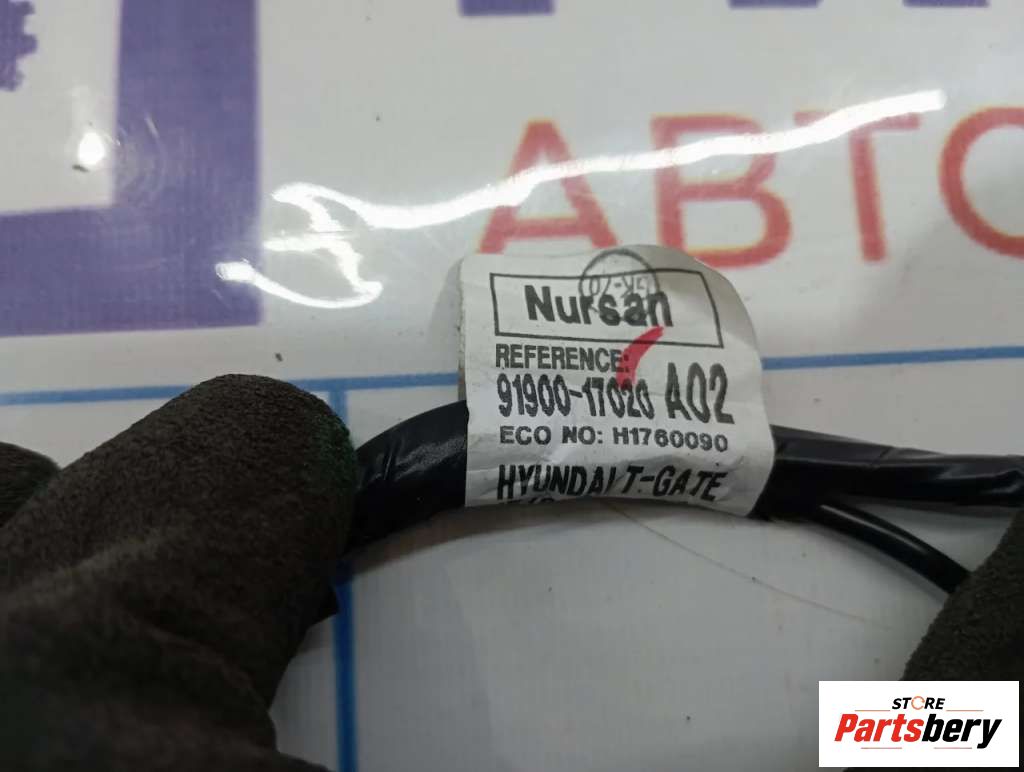 АВТО
Nursan
REFERENCE:
91900-17020 A02
ECO NO: H1760090
HYUNDAI T-GATE
STORE
Partsbery